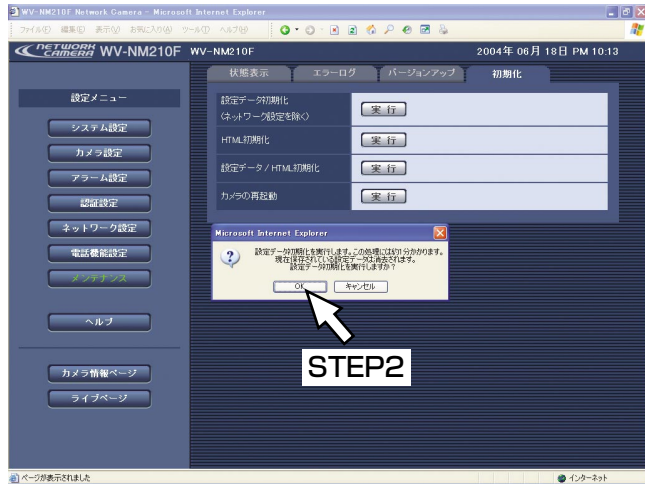 WV-NM210F Network Camera - Microsoft Internet Explorer
ファイル(F) 編集(E) 表示(V) お気に入り(A) ツール(T) ヘルプ(H)
NETWORK CAMERA WV-NM210F
WV-NM210F
2004年 06月 18日 PM 10:13
状態表示
エラーログ
バージョンアップ
初期化
設定メニュー
システム設定
カメラ設定
アラーム設定
認証設定
ネットワーク設定
電話機能設定
メンテナンス
ヘルプ
カメラ情報ページ
ライブページ
設定データ初期化
(ネットワーク設定を除く)
実行
HTML初期化
実行
設定データ / HTML初期化
実行
カメラの再起動
実行
Microsoft Internet Explorer
設定データ初期化を実行します。この処理には約1分かかります。
現在保存されている設定データは消去されます。
設定データ初期化を実行しますか?
OK
キャンセル
STEP2
ページが表示されました
インターネット